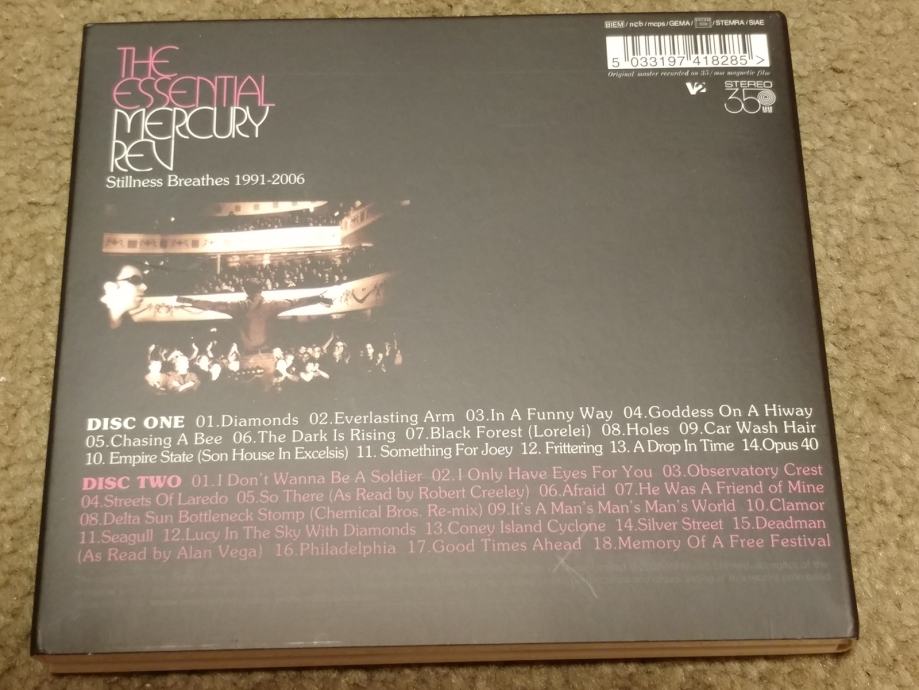 BIEM / ncb / mcps / GEMA / / STEMRA / SIAE
5 033197 418285 >
Original master recorded on 35/mm magnetic film
V2
STEREO
35
THE
ESSENTIAL
MERCURY
REV
Stillness Breathes 1991-2006
DISC ONE 01.Diamonds 02.Everlasting Arm 03.In A Funny Way 04.Goddess On A Hiway
05.Chasing A Bee 06.The Dark Is Rising 07.Black Forest (Lorelei) 08.Holes 09.Car Wash Hair
10. Empire State (Son House In Excelsis) 11. Something For Joey 12. Frittering 13. A Drop In Time 14.Opus 40
DISC TWO 01.I Don't Wanna Be A Soldier 02.I Only Have Eyes For You 03.Observatory Crest
04.Streets Of Laredo 05.So There (As Read by Robert Creeley) 06.Afraid 07.He Was A Friend of Mine
08.Delta Sun Bottleneck Stomp (Chemical Bros. Re-mix) 09.It's A Man's Man's Man's World 10.Clamor
11.Seagull 12.Lucy In The Sky With Diamonds 13.Coney Island Cyclone 14.Silver Street 15.Deadman
(As Read by Alan Vega) 16.Philadelphia 17.Good Times Ahead 18.Memory Of A Free Festival